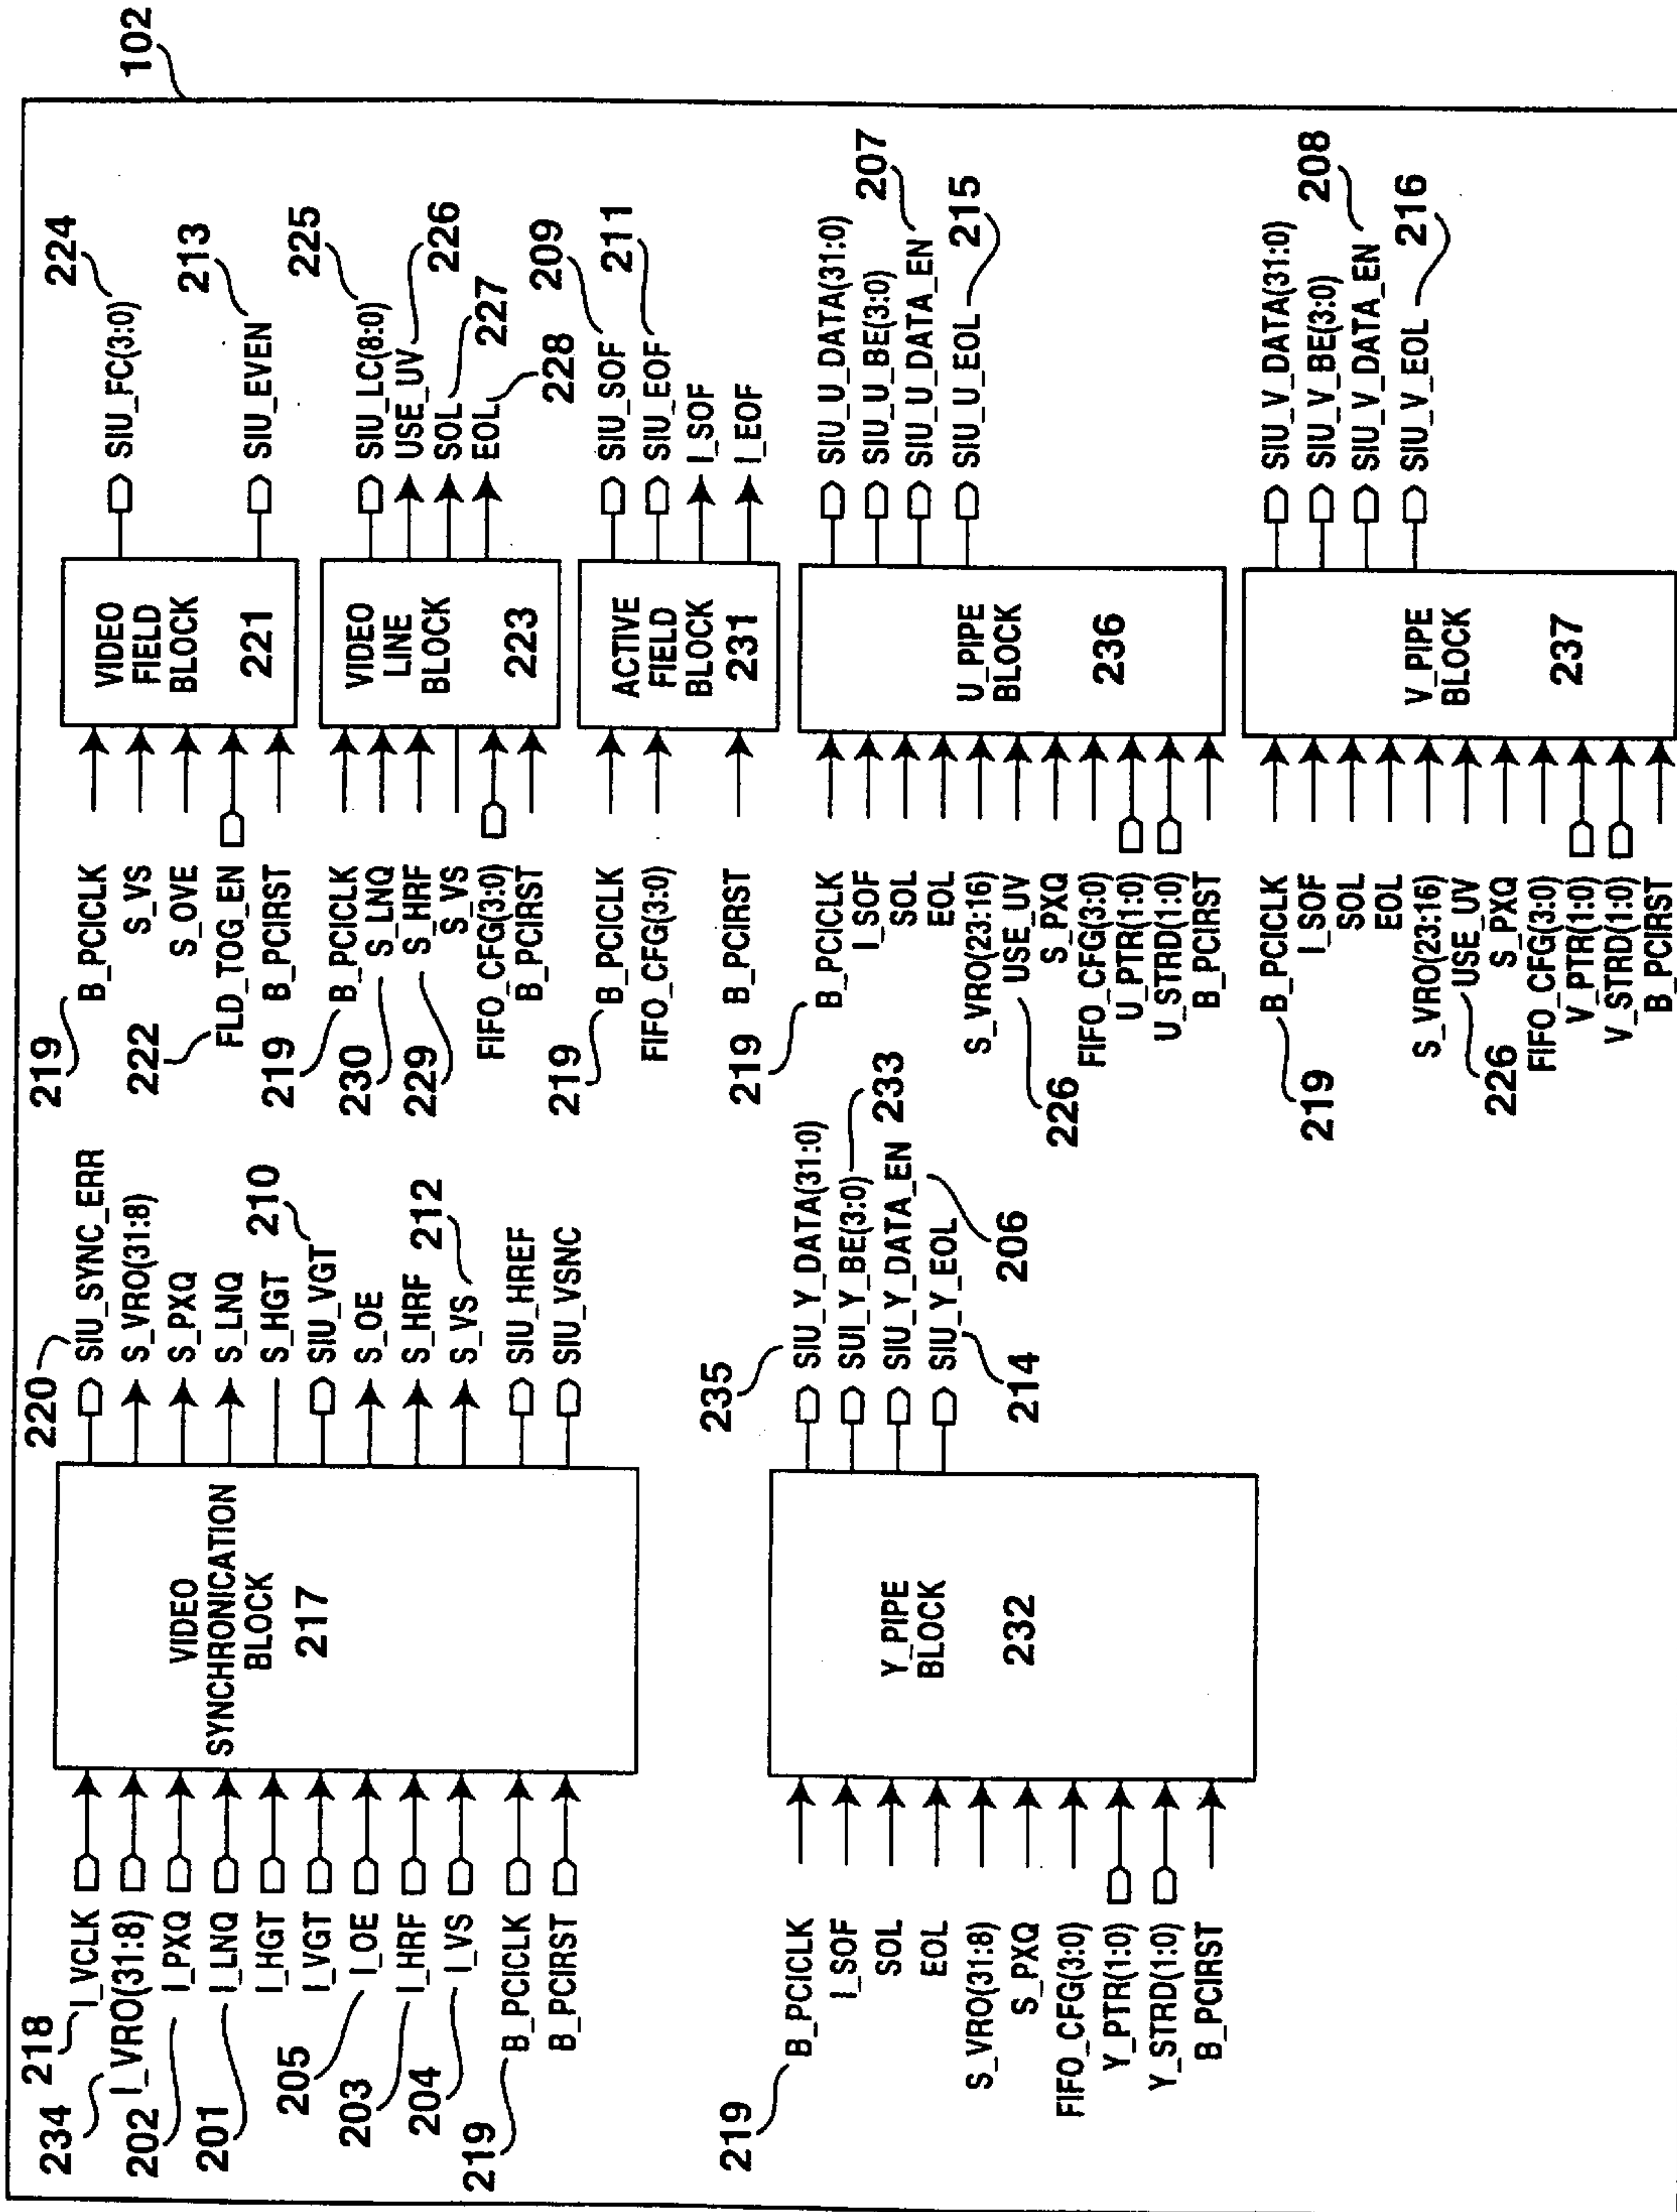 102
218
I_VCLK
234
I_VRO(31:8)
202
I_PXQ
201
I_LNQ
I_HGT
I_VGT
205
I_OE
203
I_HRF
204
I_VS
219
B_PCICLK
B_PCIRST
VIDEO
SYNCHRONICATION
BLOCK
217
220
SIU_SYNC_ERR
S_VRO(31:8)
S_PXQ
S_LNQ
S_HGT
210
SIU_VGT
S_OE
S_HRF
212
S_VS
SIU_HREF
SIU_VSNC
219
B_PCICLK
I_SOF
SOL
EOL
S_VRO(31:8)
S_PXQ
FIFO_CFG(3:0)
Y_PTR(1:0)
Y_STRD(1:0)
B_PCIRST
Y_PIPE
BLOCK
232
235
SIU_Y_DATA(31:0)
SUI_Y_BE(3:0)
233
SIU_Y_DATA_EN
206
SIU_Y_EOL
214
219
B_PCICLK
S_VS
S_OVE
222
FLD_TOG_EN
B_PCIRST
VIDEO
FIELD
BLOCK
221
SIU_FC(3:0)
224
SIU_EVEN
213
219
B_PCICLK
230
S_LNQ
229
S_HRF
S_VS
FIFO_CFG(3:0)
B_PCIRST
VIDEO
LINE
BLOCK
223
SIU_LC(8:0)
225
USE_UV
226
SOL
227
EOL
228
219
B_PCICLK
FIFO_CFG(3:0)
B_PCIRST
ACTIVE
FIELD
BLOCK
231
SIU_SOF
209
SIU_EOF
211
I_SOF
I_EOF
219
B_PCICLK
I_SOF
SOL
EOL
S_VRO(23:16)
USE_UV
226
S_PXQ
FIFO_CFG(3:0)
U_PTR(1:0)
U_STRD(1:0)
B_PCIRST
U_PIPE
BLOCK
236
SIU_U_DATA(31:0)
SIU_U_BE(3:0)
SIU_U_DATA_EN
207
SIU_U_EOL
215
219
B_PCICLK
I_SOF
SOL
EOL
S_VRO(23:16)
USE_UV
226
S_PXQ
FIFO_CFG(3:0)
V_PTR(1:0)
V_STRD(1:0)
B_PCIRST
V_PIPE
BLOCK
237
SIU_V_DATA(31:0)
SIU_V_BE(3:0)
SIU_V_DATA_EN
208
SIU_V_EOL
216